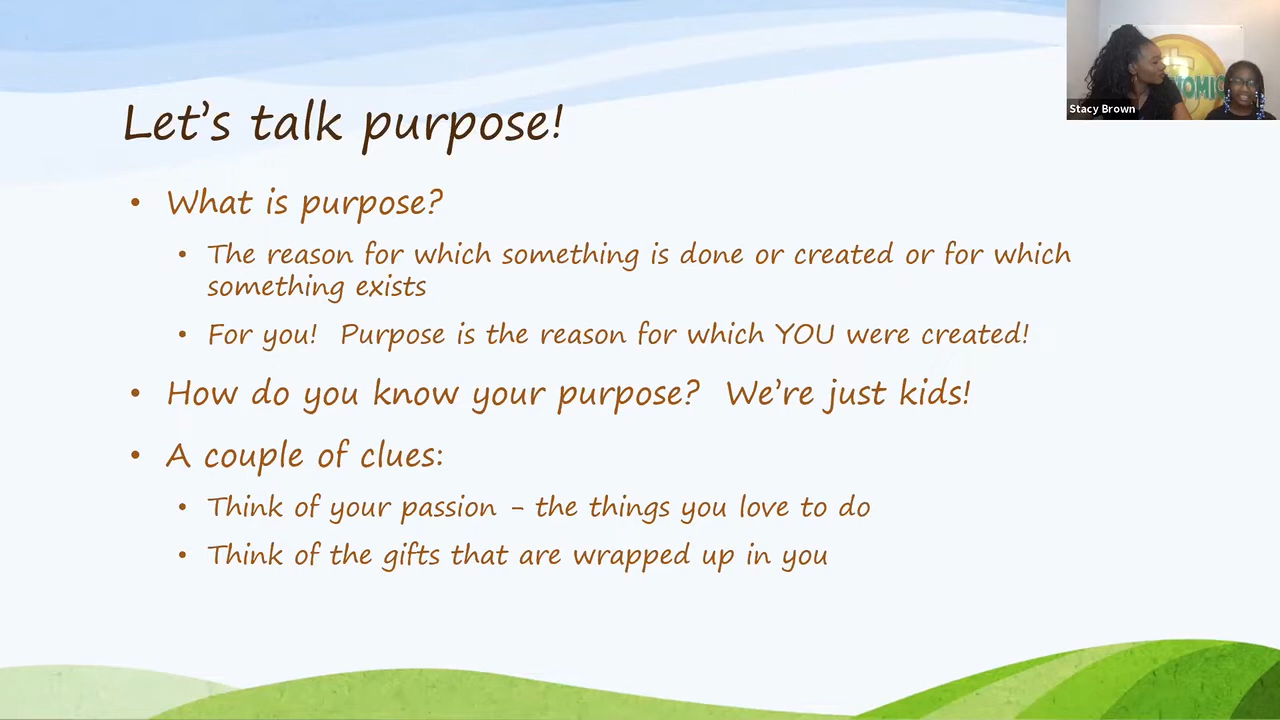 Let's talk purpose!
• What is purpose?
• The reason for which something is done or created or for which
something exists
• For you! Purpose is the reason for which YOU were created!
• How do you know your purpose? We're just kids!
• A couple of clues:
• Think of your passion – the things you love to do
• Think of the gifts that are wrapped up in you
Stacy Brown